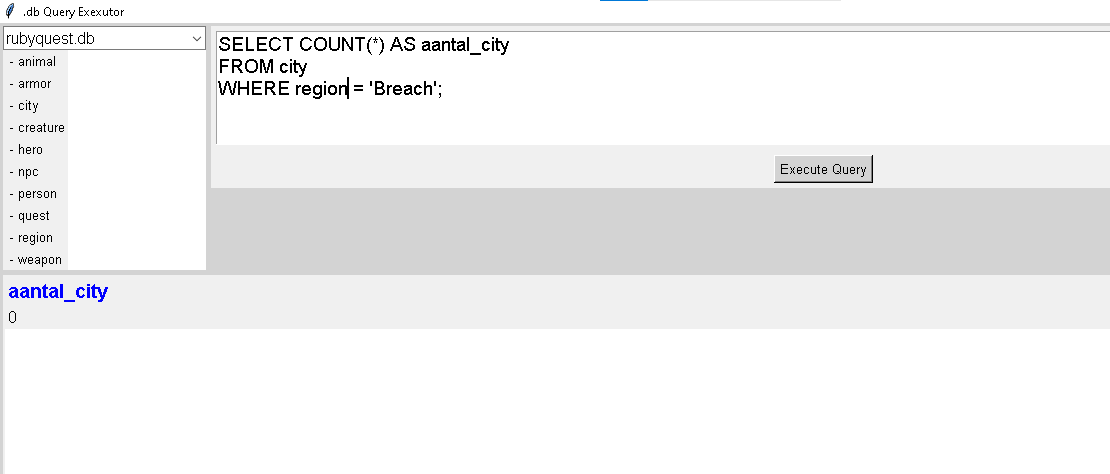 .db Query Exexutor
rubyquest.db
- animal
- armor
- city
- creature
- hero
- npc
- person
- quest
- region
- weapon
SELECT COUNT(*) AS aantal_city
FROM city
WHERE region = 'Breach';
Execute Query
aantal_city
0